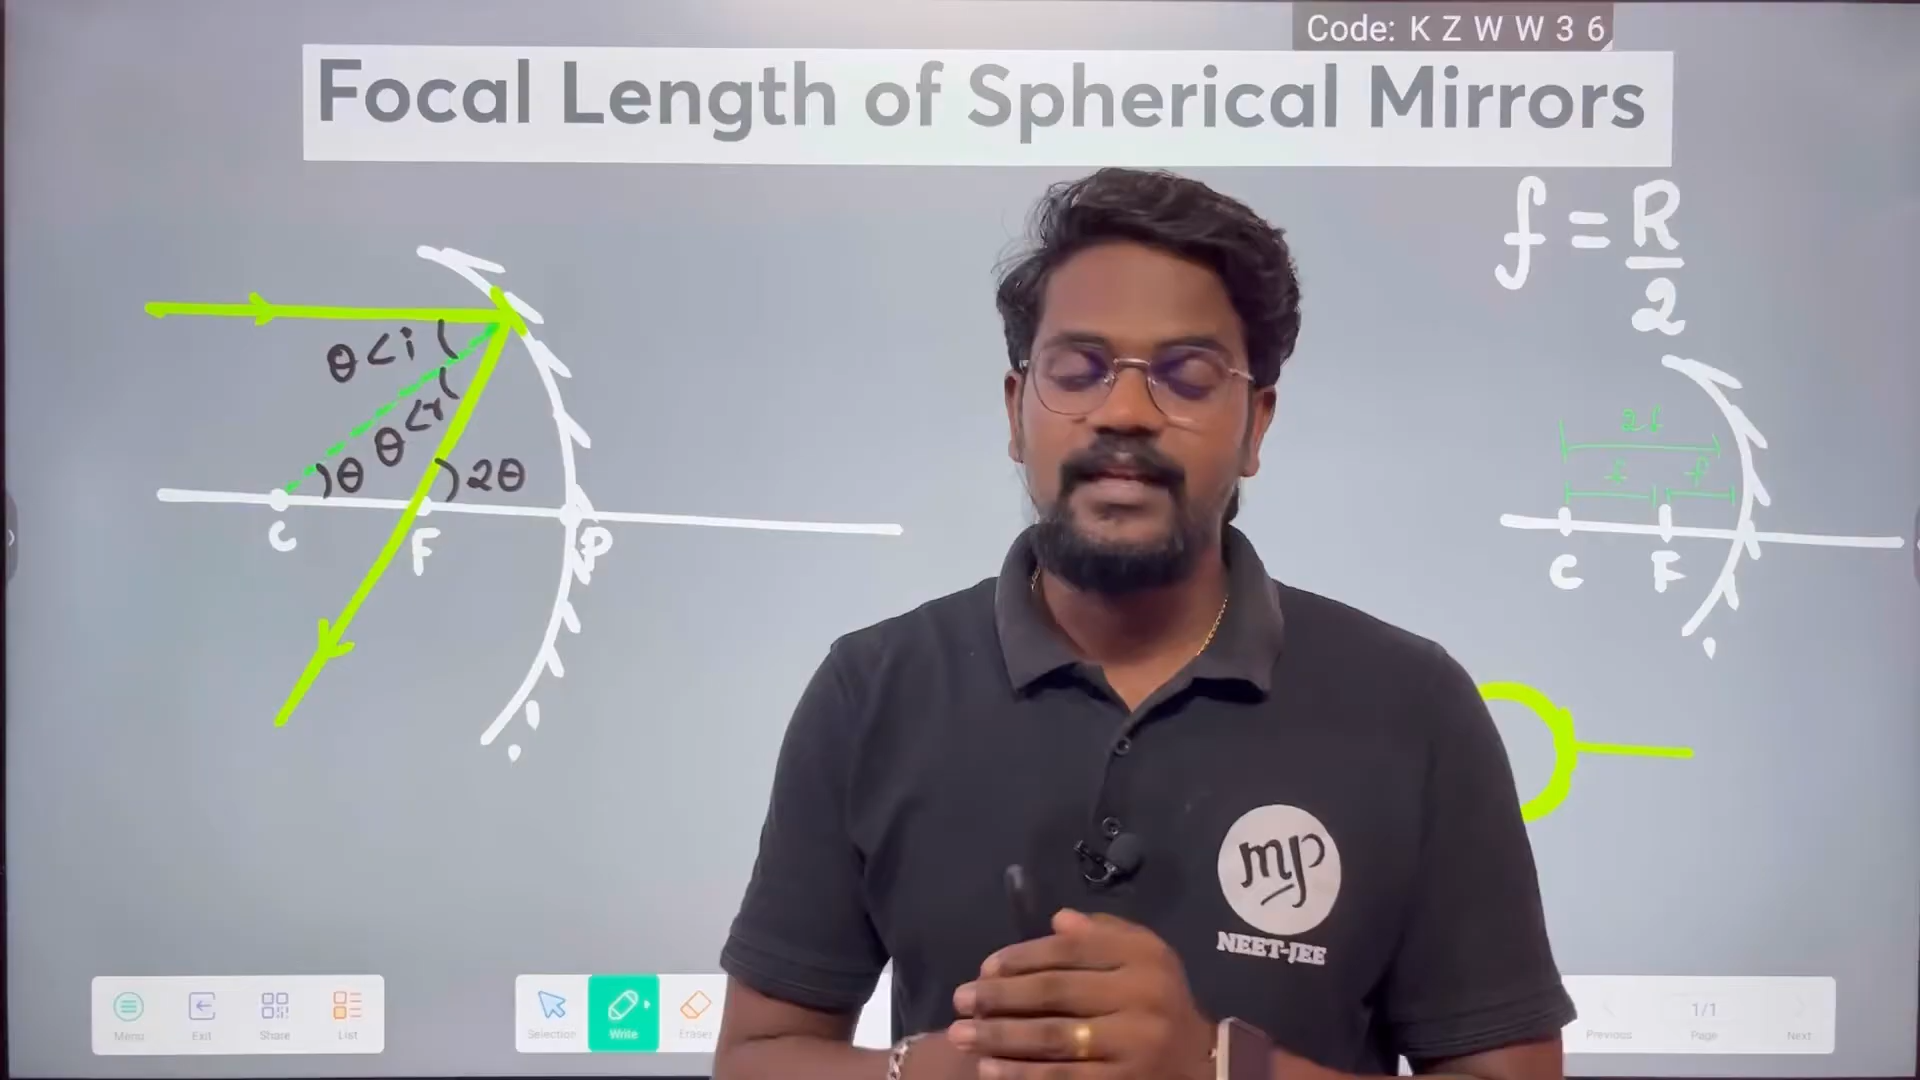 Code: K Z W W 3 6
Focal Length of Spherical Mirrors
f = R/2
θ <i
θ <r
θ
2θ
C
F
P
2f
f
f
C
F
mp
NEET-JEE
Menu
Exit
Share
List
Selection
Write
Eraser
Previous
1/1
Page
Next